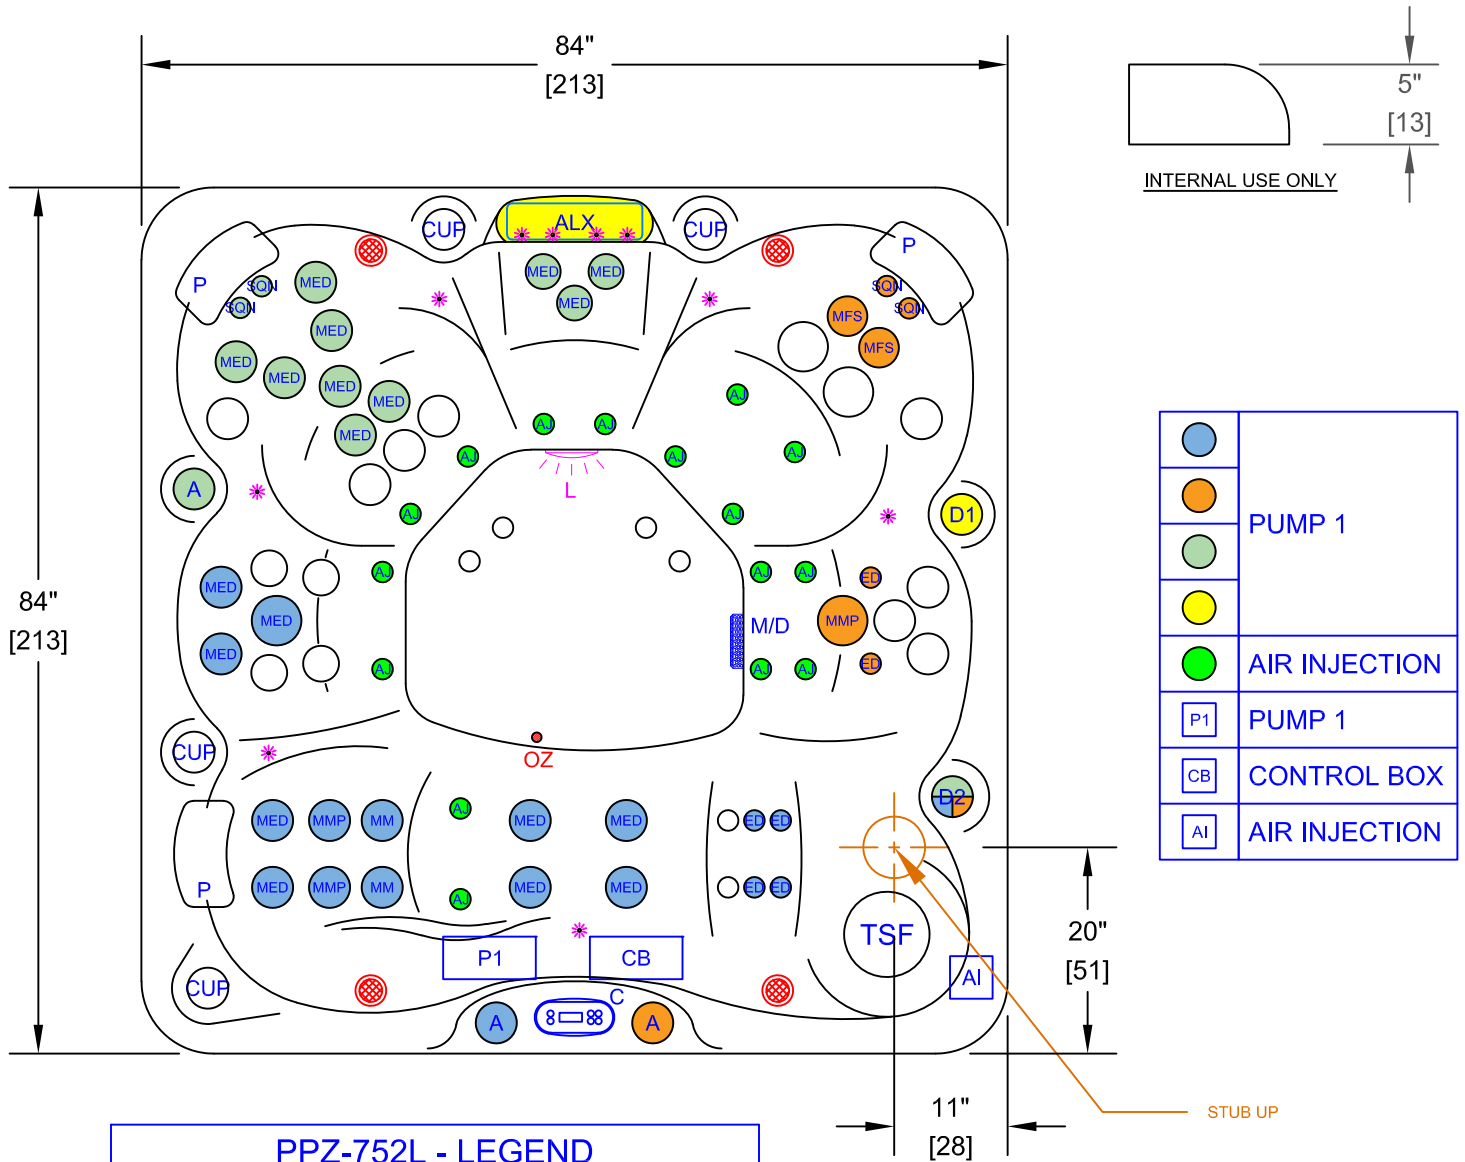 84"
[213]
5"
[13]
INTERNAL USE ONLY
84"
[213]
CUP
ALX
CUP
P
P
SQN
SQN
MED
MED
MED
MED
MED
MED
MED
MED
MED
MED
SQN
SQN
MFS
MFS
AJ
AJ
AJ
AJ
AJ
AJ
AJ
AJ
L
A
D1
MED
MED
MED
AJ
AJ
AJ
AJ
AJ
AJ
M/D
ED
MMP
ED
OZ
CUP
D2
P
MED
MMP
MM
AJ
MED
MED
ED
ED
MED
MMP
MM
AJ
MED
MED
ED
ED
TSF
P1
CB
AI
CUP
A
C
A
PUMP 1
AIR INJECTION
P1
PUMP 1
CB
CONTROL BOX
AI
AIR INJECTION
20"
[51]
11"
[28]
STUB UP
PPZ-752L - LEGEND